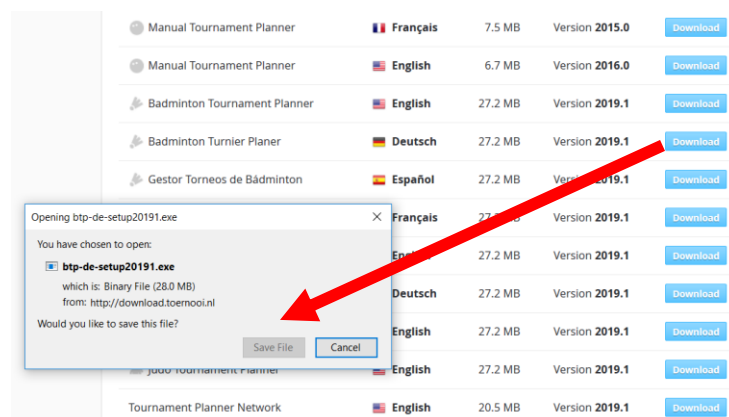 Manual Tournament Planner Français 7.5 MB Version 2015.0 Download
Manual Tournament Planner English 6.7 MB Version 2016.0 Download
Badminton Tournament Planner English 27.2 MB Version 2019.1 Download
Badminton Turnier Planer Deutsch 27.2 MB Version 2019.1 Download
Gestor Torneos de Bádminton Español 27.2 MB Version 2019.1 Download
Français Version 2019.1 Download
Version 2019.1 Download
Deutsch 27.2 MB Version 2019.1 Download
English 27.2 MB Version 2019.1 Download
Judo Tournament Planner English 27.2 MB Version 2019.1 Download
Tournament Planner Network English 20.5 MB Version 2019.1 Download
Opening btp-de-setup20191.exe
You have chosen to open:
btp-de-setup20191.exe
which is: Binary File (28.0 MB)
from: http://download.toernooi.nl
Would you like to save this file?
Save File Cancel